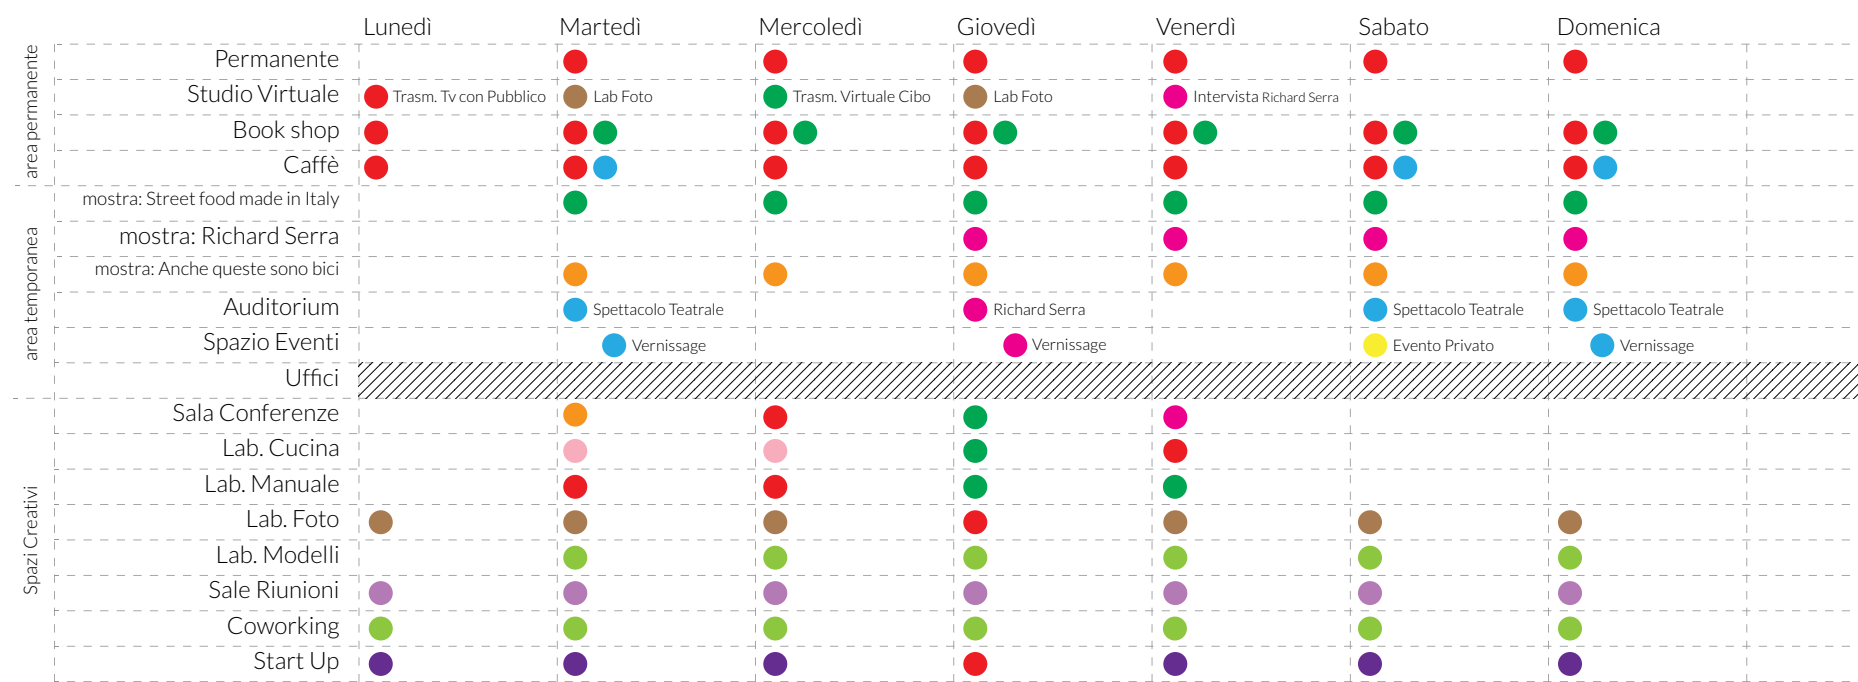 Lunedì Martedì Mercoledì Giovedì Venerdì Sabato Domenica
area permanente
Permanente
Studio Virtuale Trasm. Tv con Pubblico Lab Foto Trasm. Virtuale Cibo Lab Foto Intervista Richard Serra
Book shop
Caffè
area temporanea
mostra: Street food made in Italy
mostra: Richard Serra
mostra: Anche queste sono bici
Auditorium Spettacolo Teatrale Richard Serra Spettacolo Teatrale Spettacolo Teatrale
Spazio Eventi Vernissage Vernissage Evento Privato Vernissage
Uffici
Spazi Creativi
Sala Conferenze
Lab. Cucina
Lab. Manuale
Lab. Foto
Lab. Modelli
Sale Riunioni
Coworking
Start Up